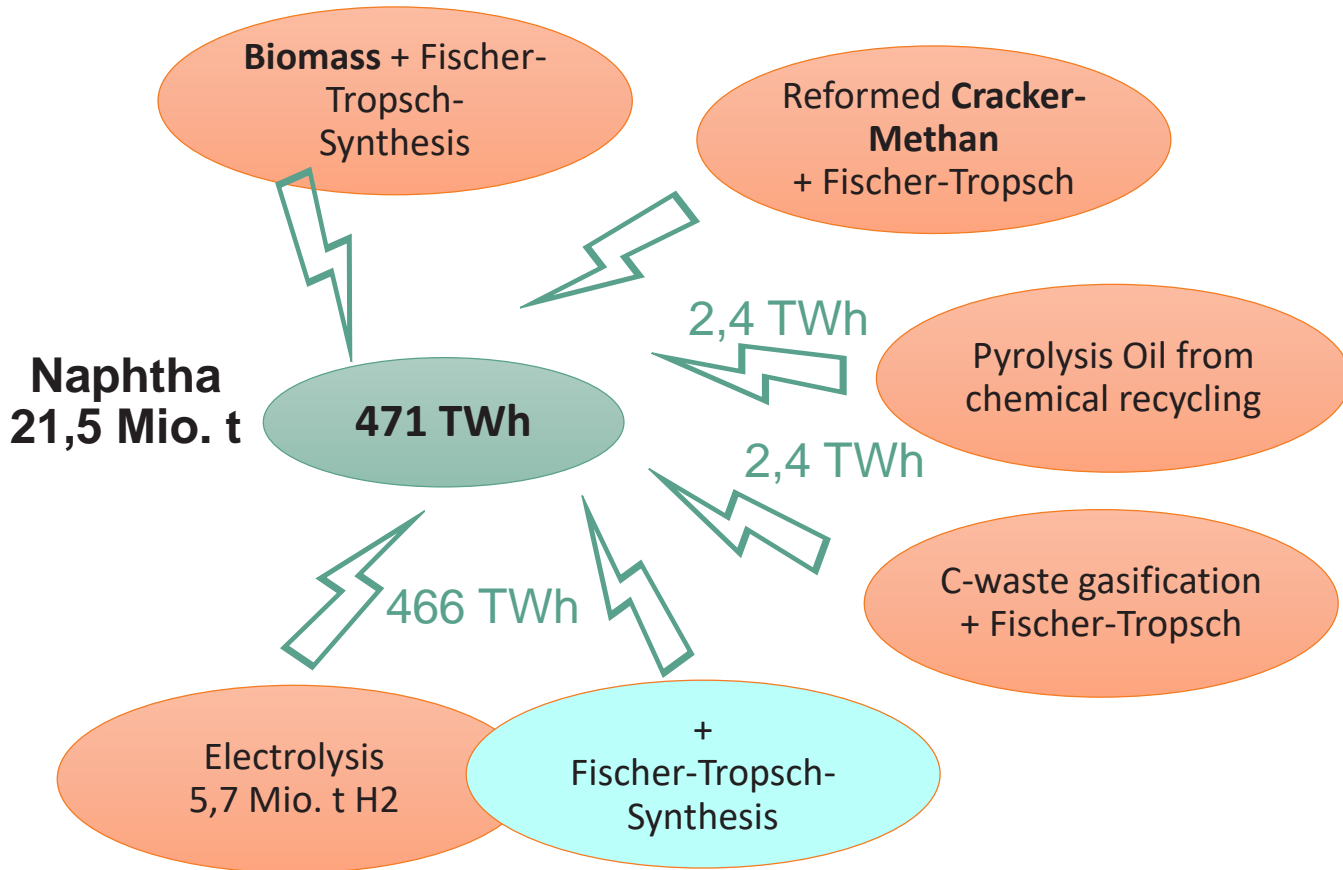 Biomass + Fischer-
Tropsch-
Synthesis
Reformed Cracker-
Methan
+ Fischer-Tropsch
2,4 TWh
Pyrolysis Oil from
chemical recycling
Naphtha
21,5 Mio. t
471 TWh
2,4 TWh
C-waste gasification
+ Fischer-Tropsch
466 TWh
Electrolysis
5,7 Mio. t H2
+
Fischer-Tropsch-
Synthesis